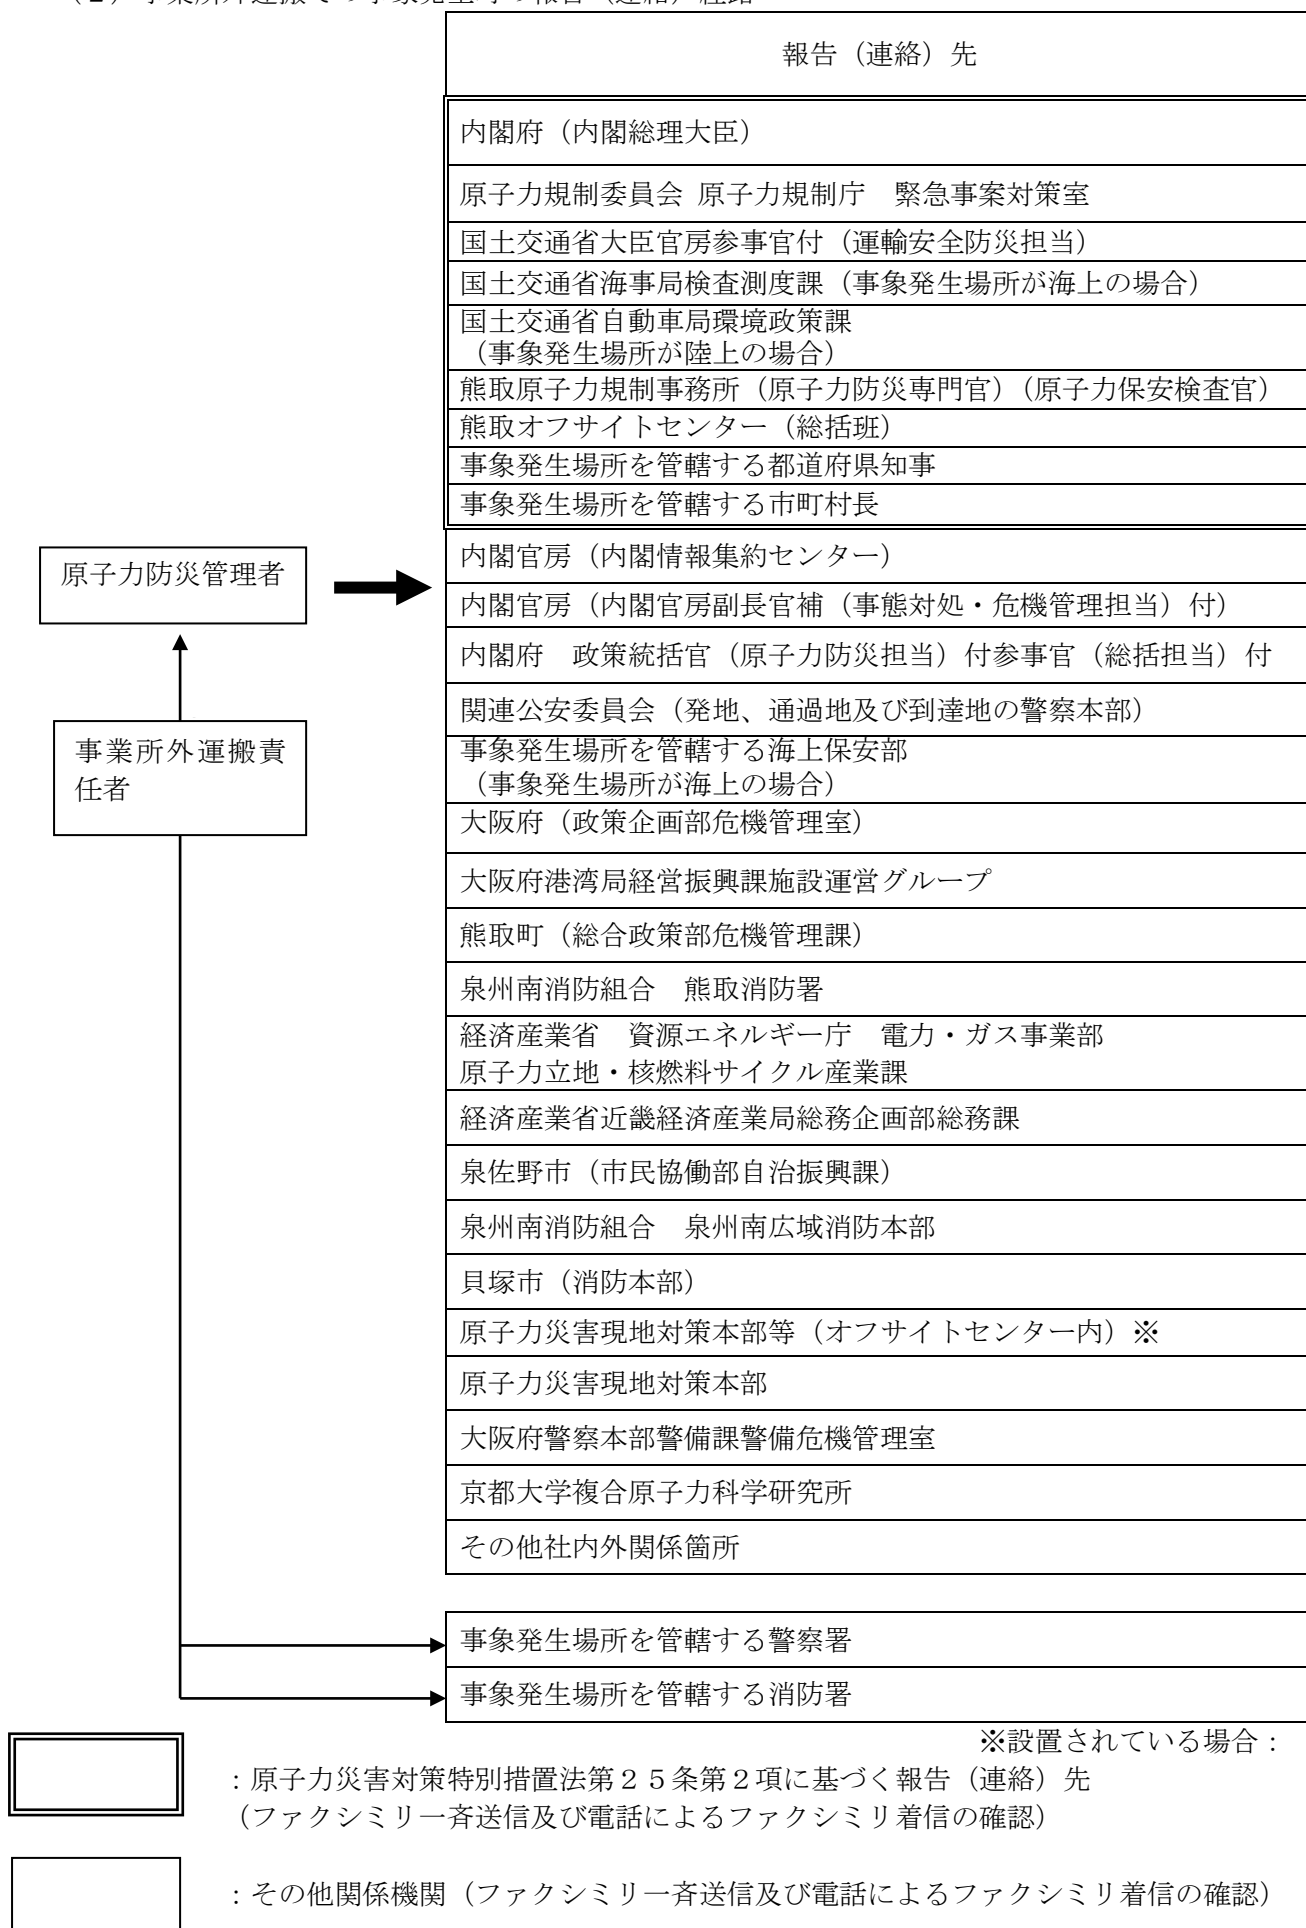 （２）事業所外運搬での事象発生時の報告（連絡）経路
報告（連絡）先
内閣府（内閣総理大臣）
原子力規制委員会 原子力規制庁　緊急事案対策室
国土交通省大臣官房参事官付（運輸安全防災担当）
国土交通省海事局検査測度課（事象発生場所が海上の場合）
国土交通省自動車局環境政策課
（事象発生場所が陸上の場合）
熊取原子力規制事務所（原子力防災専門官）（原子力保安検査官）
熊取オフサイトセンター（総括班）
事象発生場所を管轄する都道府県知事
事象発生場所を管轄する市町村長
内閣官房（内閣情報集約センター）
内閣官房（内閣官房副長官補（事態対処・危機管理担当）付）
内閣府　政策統括官（原子力防災担当）付参事官（総括担当）付
関連公安委員会（発地、通過地及び到達地の警察本部）
事象発生場所を管轄する海上保安部
（事象発生場所が海上の場合）
大阪府（政策企画部危機管理室）
大阪府港湾局経営振興課施設運営グループ
熊取町（総合政策部危機管理課）
泉州南消防組合　熊取消防署
経済産業省　資源エネルギー庁　電力・ガス事業部
原子力立地・核燃料サイクル産業課
経済産業省近畿経済産業局総務企画部総務課
泉佐野市（市民協働部自治振興課）
泉州南消防組合　泉州南広域消防本部
貝塚市（消防本部）
原子力災害現地対策本部等（オフサイトセンター内）※
原子力災害現地対策本部
大阪府警察本部警備課警備危機管理室
京都大学複合原子力科学研究所
その他社内外関係箇所
原子力防災管理者
事業所外運搬責
任者
事象発生場所を管轄する警察署
事象発生場所を管轄する消防署
※設置されている場合：
：原子力災害対策特別措置法第２５条第２項に基づく報告（連絡）先
（ファクシミリ一斉送信及び電話によるファクシミリ着信の確認）
：その他関係機関（ファクシミリ一斉送信及び電話によるファクシミリ着信の確認）